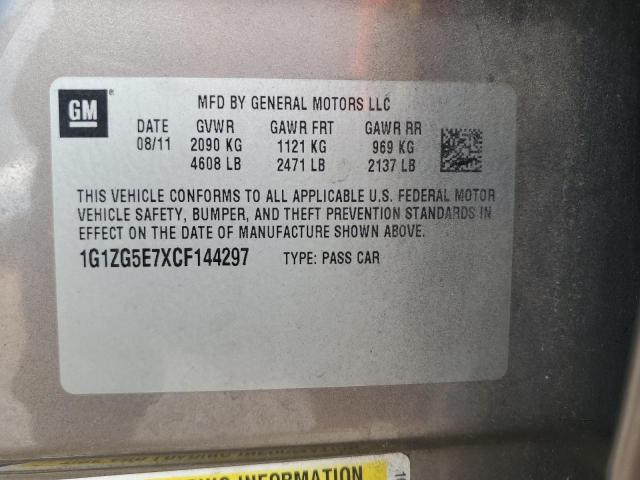 GM ®
MFD BY GENERAL MOTORS LLC
DATE GVWR GAWR FRT GAWR RR
08/11 2090 KG 1121 KG 969 KG
4608 LB 2471 LB 2137 LB
THIS VEHICLE CONFORMS TO ALL APPLICABLE U.S. FEDERAL MOTOR
VEHICLE SAFETY, BUMPER, AND THEFT PREVENTION STANDARDS IN
EFFECT ON THE DATE OF MANUFACTURE SHOWN ABOVE.
1G1ZG5E7XCF144297 TYPE: PASS CAR
INFORMATION